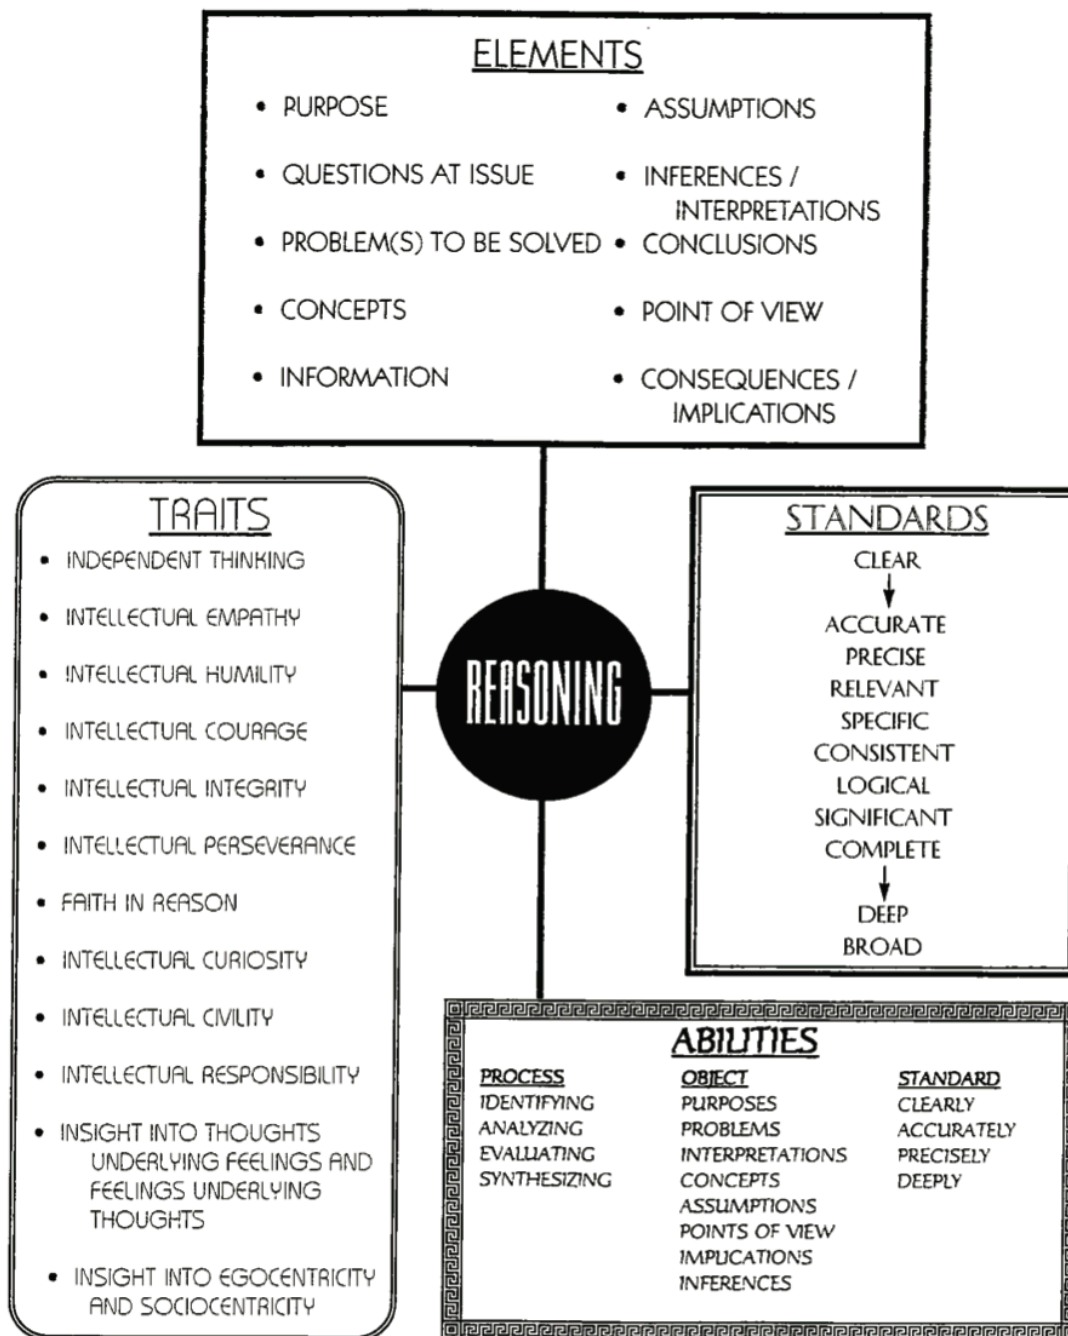 ELEMENTS
• PURPOSE
• QUESTIONS AT ISSUE
• PROBLEM(S) TO BE SOLVED
• CONCEPTS
• INFORMATION
• ASSUMPTIONS
• INFERENCES /
INTERPRETATIONS
• CONCLUSIONS
• POINT OF VIEW
• CONSEQUENCES /
IMPLICATIONS
TRAITS
• INDEPENDENT THINKING
• INTELLECTUAL EMPATHY
• INTELLECTUAL HUMILITY
• INTELLECTUAL COURAGE
• INTELLECTUAL INTEGRITY
• INTELLECTUAL PERSEVERANCE
• FAITH IN REASON
• INTELLECTUAL CURIOSITY
• INTELLECTUAL CIVILITY
• INTELLECTUAL RESPONSIBILITY
• INSIGHT INTO THOUGHTS
UNDERLYING FEELINGS AND
FEELINGS UNDERLYING
THOUGHTS
• INSIGHT INTO EGOCENTRICITY
AND SOCIOCENTRICITY
REASONING
STANDARDS
CLEAR
ACCURATE
PRECISE
RELEVANT
SPECIFIC
CONSISTENT
LOGICAL
SIGNIFICANT
COMPLETE
DEEP
BROAD
ABILITIES
PROCESS
IDENTIFYING
ANALYZING
EVALUATING
SYNTHESIZING
OBJECT
PURPOSES
PROBLEMS
INTERPRETATIONS
CONCEPTS
ASSUMPTIONS
POINTS OF VIEW
IMPLICATIONS
INFERENCES
STANDARD
CLEARLY
ACCURATELY
PRECISELY
DEEPLY